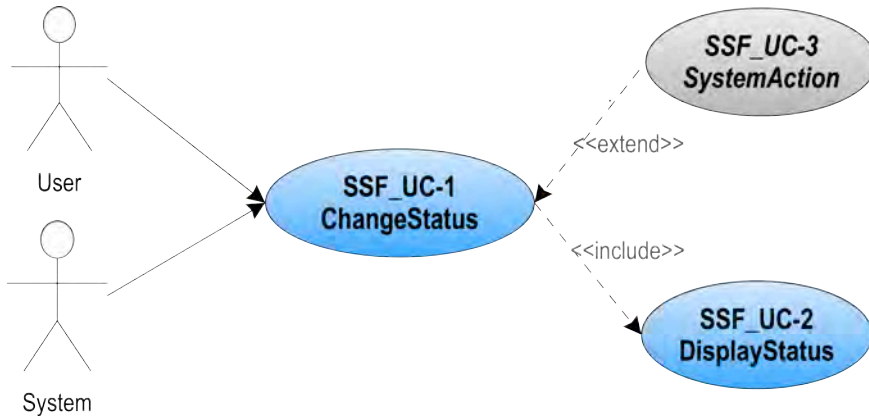 SSF_UC-3
SystemAction
<<extend>>
User
SSF_UC-1
ChangeStatus
<<include>>
SSF_UC-2
DisplayStatus
System